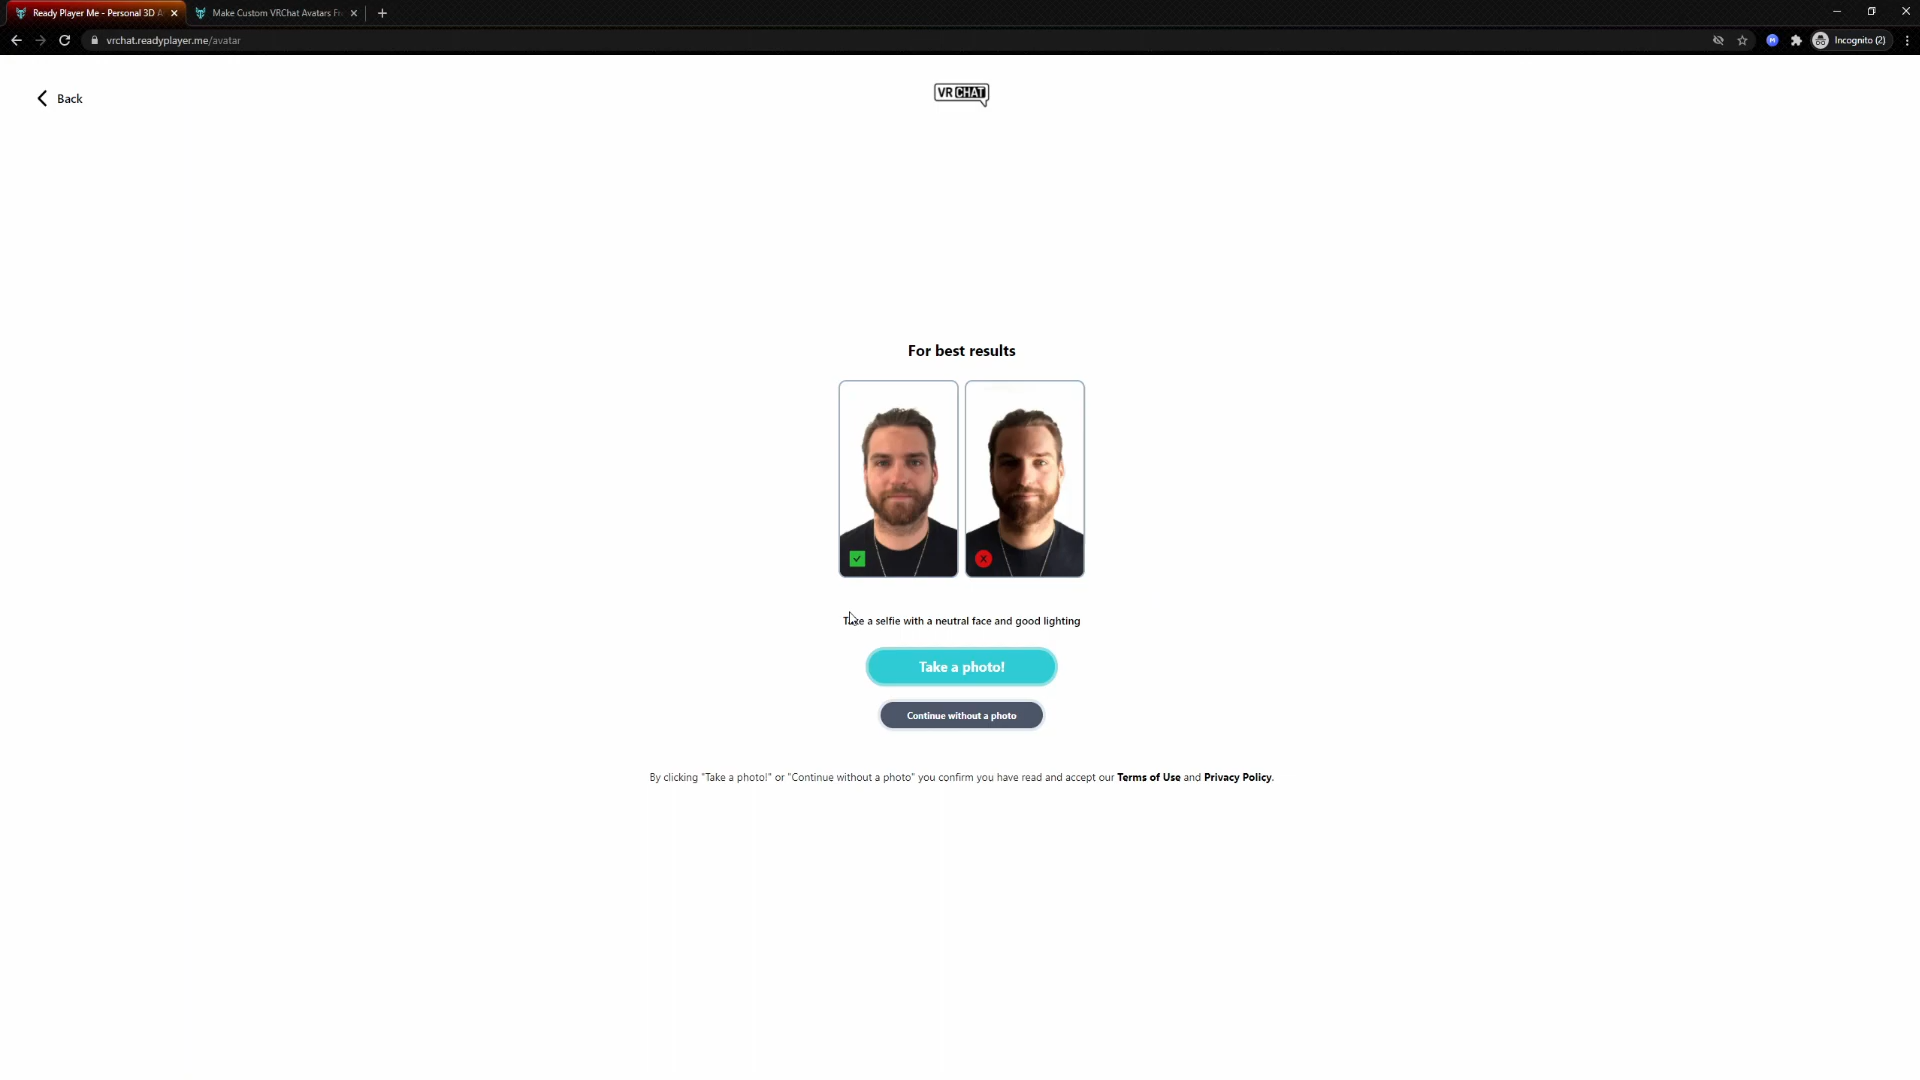 Ready Player Me - Personal 3D A
Make Custom VRChat Avatars Fr
vrchat.readyplayer.me/avatar
Incognito (2)
Back
VR CHAT
For best results
Take a selfie with a neutral face and good lighting
Take a photo!
Continue without a photo
By clicking "Take a photo!" or "Continue without a photo" you confirm you have read and accept our Terms of Use and Privacy Policy.